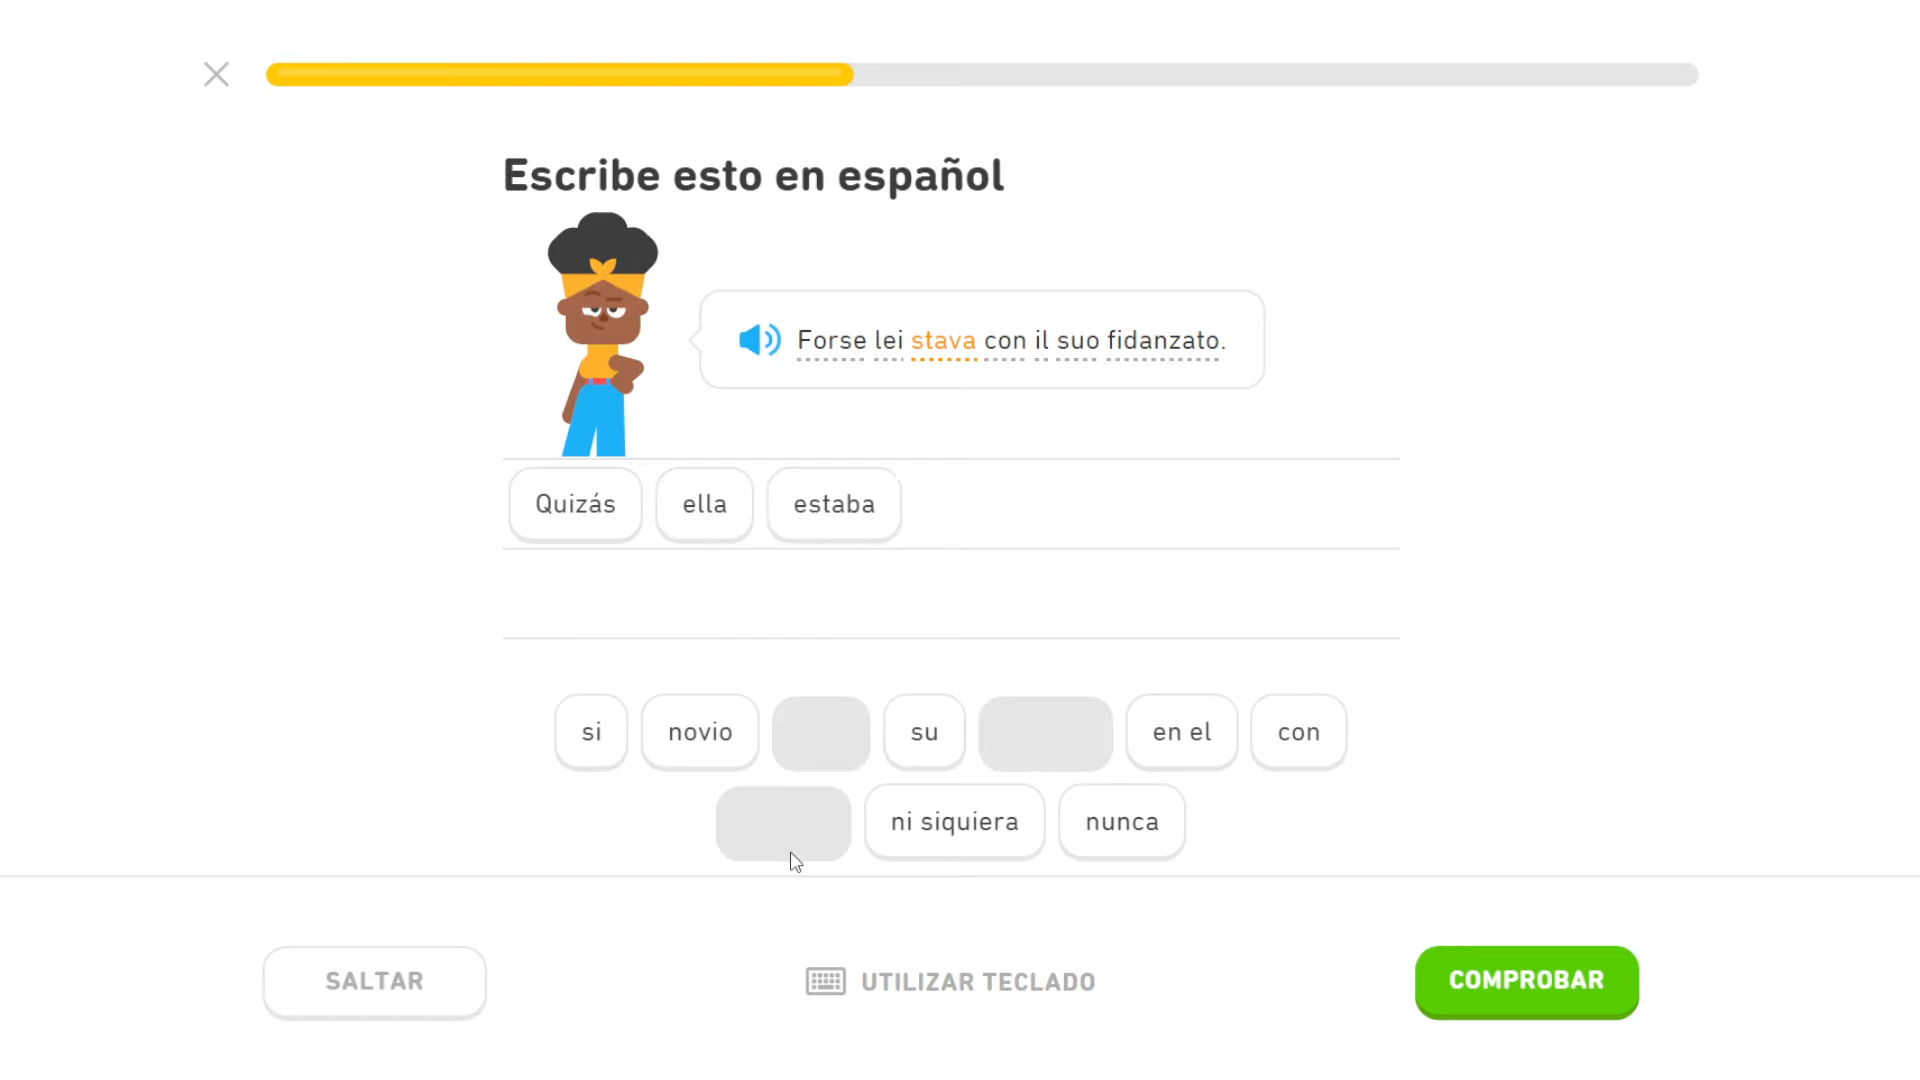 Escribe esto en español
Forse lei stava con il suo fidanzato.
Quizás ella estaba
si novio su en el con
ni siquiera nunca
SALTAR UTILIZAR TECLADO COMPROBAR